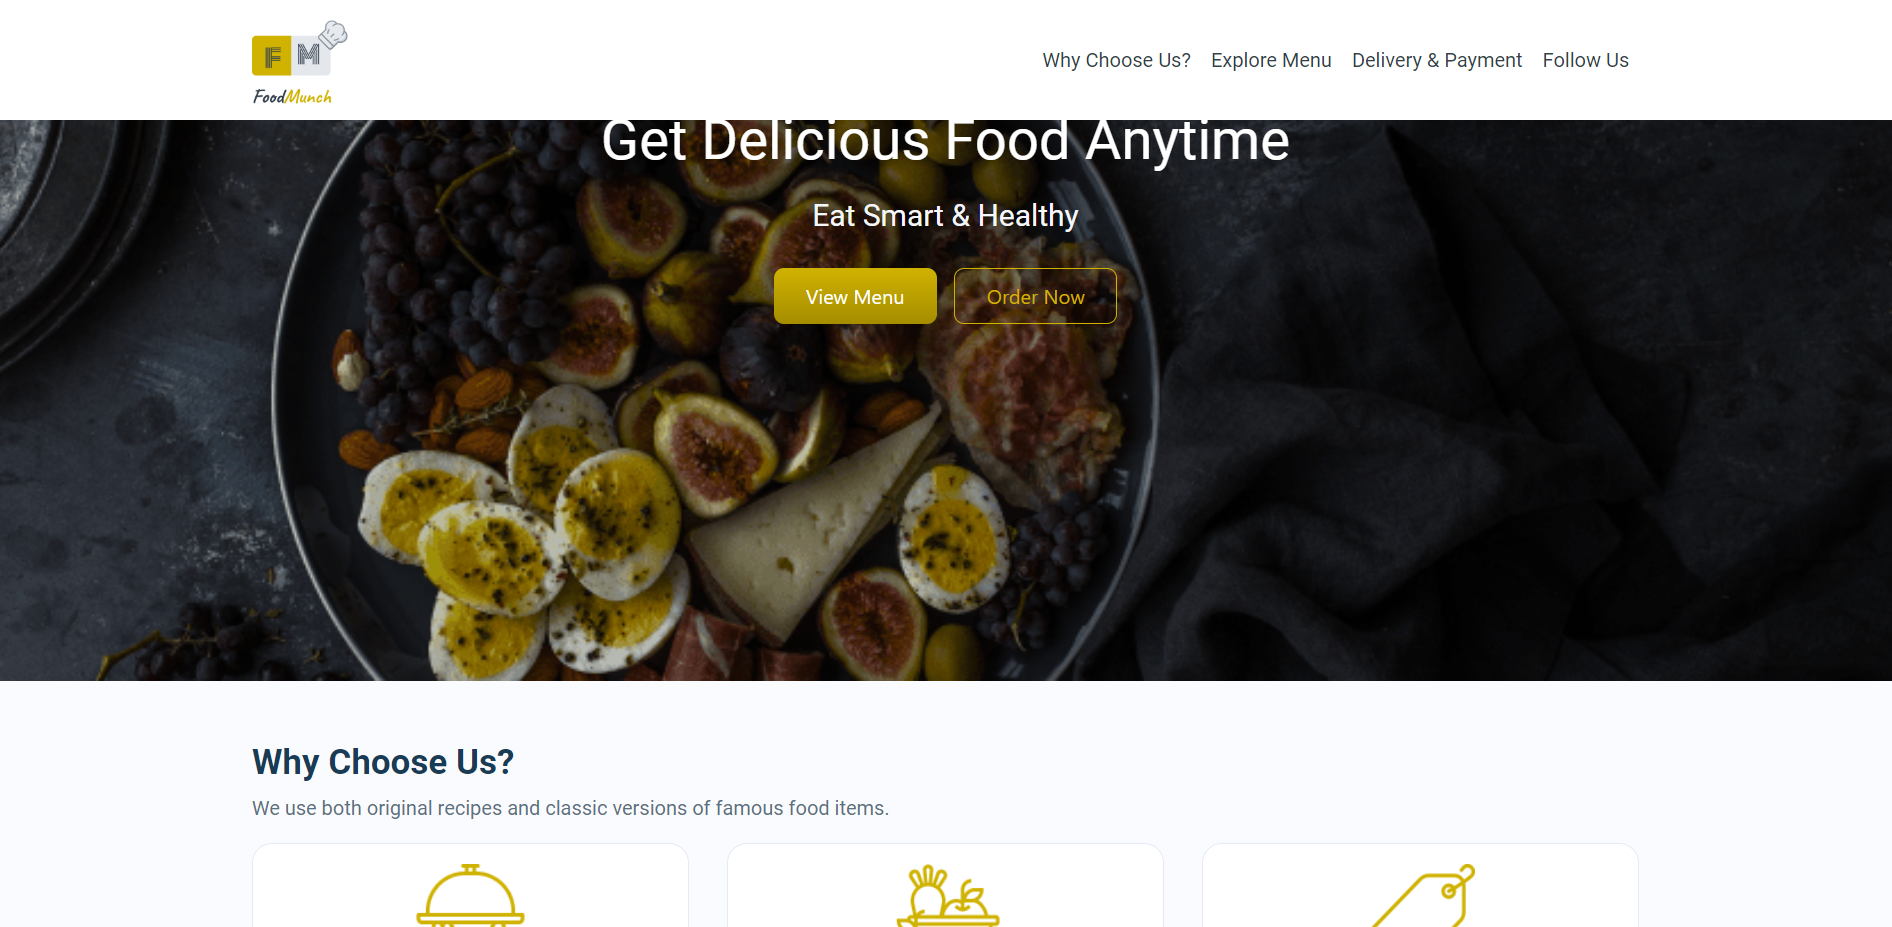 F M
FoodMunch
Why Choose Us? Explore Menu Delivery & Payment Follow Us
Get Delicious Food Anytime
Eat Smart & Healthy
View Menu Order Now
Why Choose Us?
We use both original recipes and classic versions of famous food items.